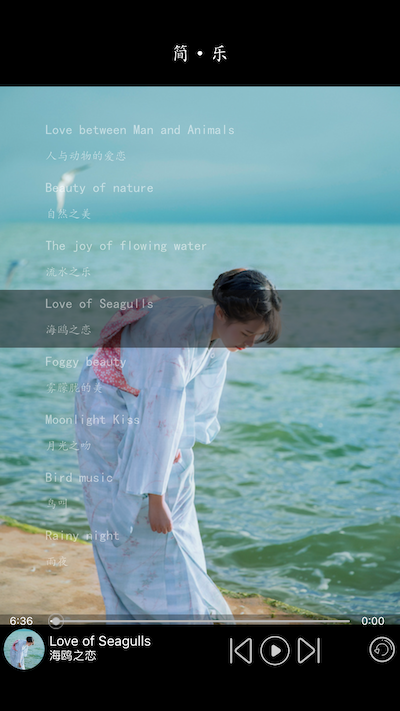 简·乐
Love between Man and Animals
人与动物的爱恋
Beauty of nature
自然之美
The joy of flowing water
流水之乐
Love of Seagulls
海鸥之恋
Foggy beauty
雾朦胧的美
Moonlight Kiss
月光之吻
Bird music
鸟鸣
Rainy night
雨夜
6:36
0:00
Love of Seagulls
海鸥之恋